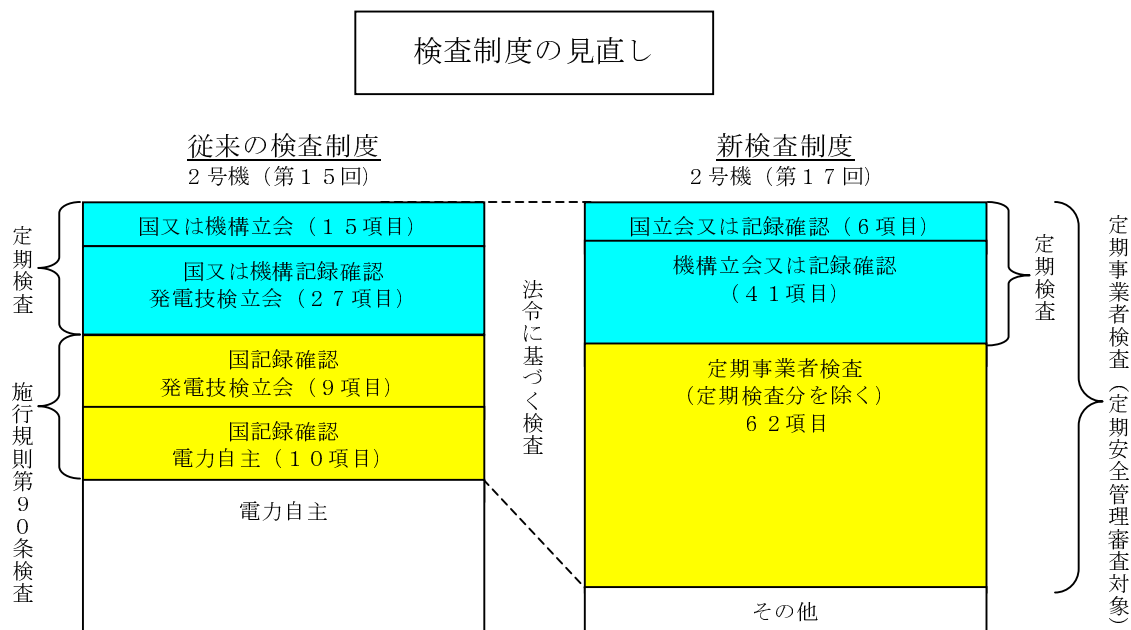 検査制度の見直し
従来の検査制度
２号機（第１５回）
新検査制度
２号機（第１７回）
定期検査
施行規則第９０条検査
国又は機構立会（１５項目）
国又は機構記録確認
発電技検立会（２７項目）
国記録確認
発電技検立会（９項目）
国記録確認
電力自主（１０項目）
電力自主
法令に基づく検査
国立会又は記録確認（６項目）
機構立会又は記録確認
（４１項目）
定期事業者検査
（定期検査分を除く）
６２項目
その他
定期検査
定期事業者検査（定期安全管理審査対象）